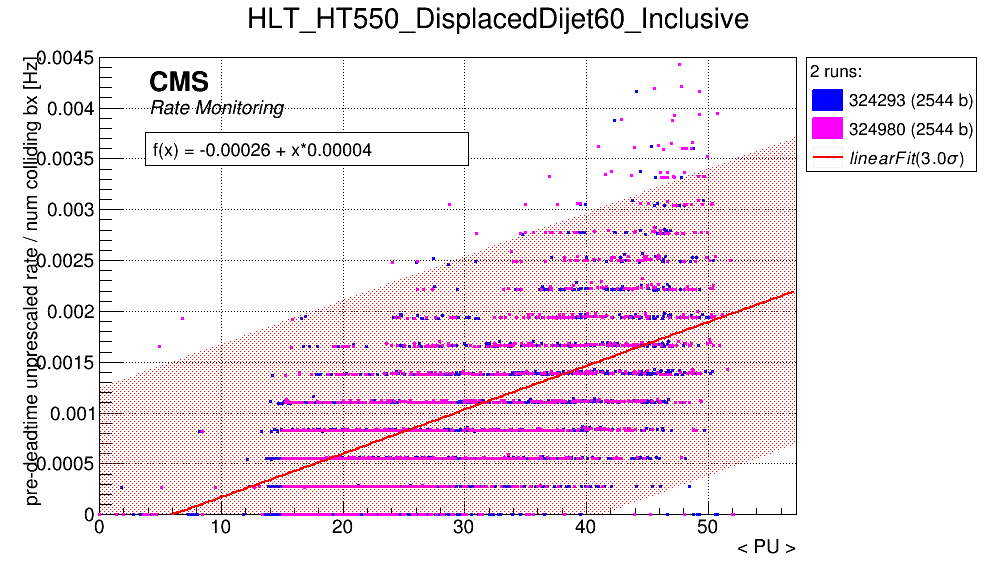 HLT_HT550_DisplacedDijet60_Inclusive
pre-deadtime unprescaled rate / num colliding bx [Hz]
0.0045
0.004
0.0035
0.003
0.0025
0.002
0.0015
0.001
0.0005
0
CMS
Rate Monitoring
f(x) = -0.00026 + x*0.00004
2 runs:
324293 (2544 b)
324980 (2544 b)
linearFit(3.0σ)
0 10 20 30 40 50
< PU >